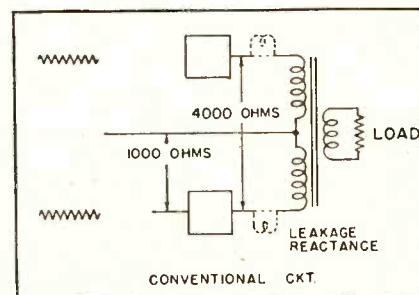 4000 OHMS
LOAD
1000 OHMS
LEAKAGE
REACTANCE
CONVENTIONAL CKT.